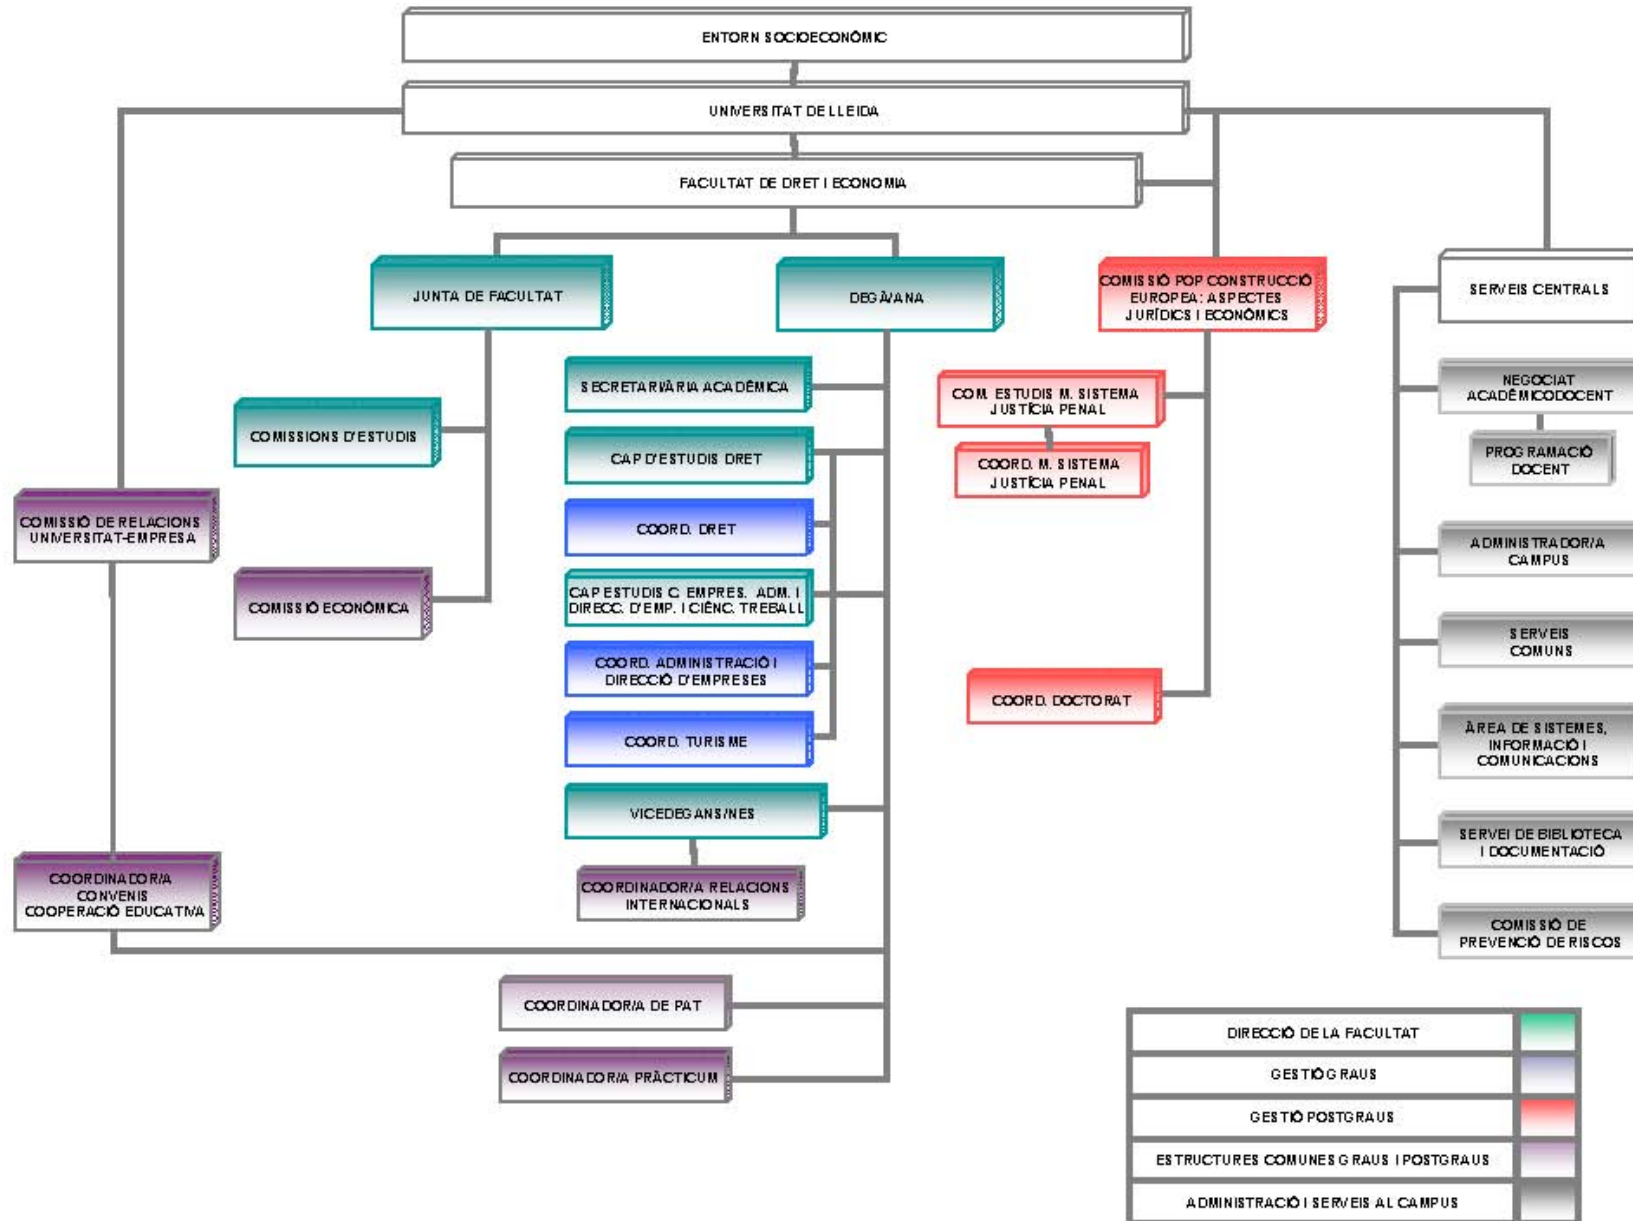 ENTORN SOCIOECONÒMIC
UNIVERSITAT DE LLEIDA
FACULTAT DE DRET I ECONOMIA
JUNTA DE FACULTAT
DEGÀ/ANA
COMISSIÓ POP CONSTRUCCIÓ
EUROPEA: ASPECTES
JURÍDICS I ECONÒMICS
SERVEIS CENTRALS
SECRETARI/ÀRIA ACADÈMICA
COM. ESTUDIS M. SISTEMA
JUSTÍCIA PENAL
NEGOCIAT
ACADÈMICODOCENT
COMISSIONS D'ESTUDIS
CAP D'ESTUDIS DRET
COORD. M. SISTEMA
JUSTÍCIA PENAL
PROGRAMACIÓ
DOCENT
COMISSIÓ DE RELACIONS
UNIVERSITAT-EMPRESA
COORD. DRET
ADMINISTRADOR/A
CAMPUS
COMISSIÓ ECONÒMICA
CAP ESTUDIS C. EMPRES. ADM. I
DIRECC. D'EMP. I CIÈNC. TREBALL
SERVEIS
COMUNS
COORD. ADMINISTRACIÓ I
DIRECCIÓ D'EMPRESES
COORD. DOCTORAT
COORD. TURISME
ÀREA DE SISTEMES,
INFORMACIÓ I
COMUNICACIONS
VICEDEGANS/NES
SERVEI DE BIBLIOTECA
I DOCUMENTACIÓ
COORDINADOR/A
CONVENIS
COOPERACIÓ EDUCATIVA
COORDINADOR/A RELACIONS
INTERNACIONALS
COMISSIÓ DE
PREVENCIÓ DE RISCOS
COORDINADOR/A DE PAT
COORDINADOR/A PRÀCTICUM
DIRECCIÓ DE LA FACULTAT
GESTIÓ GRAUS
GESTIÓ POSTGRAUS
ESTRUCTURES COMUNES GRAUS I POSTGRAUS
ADMINISTRACIÓ I SERVEIS AL CAMPUS